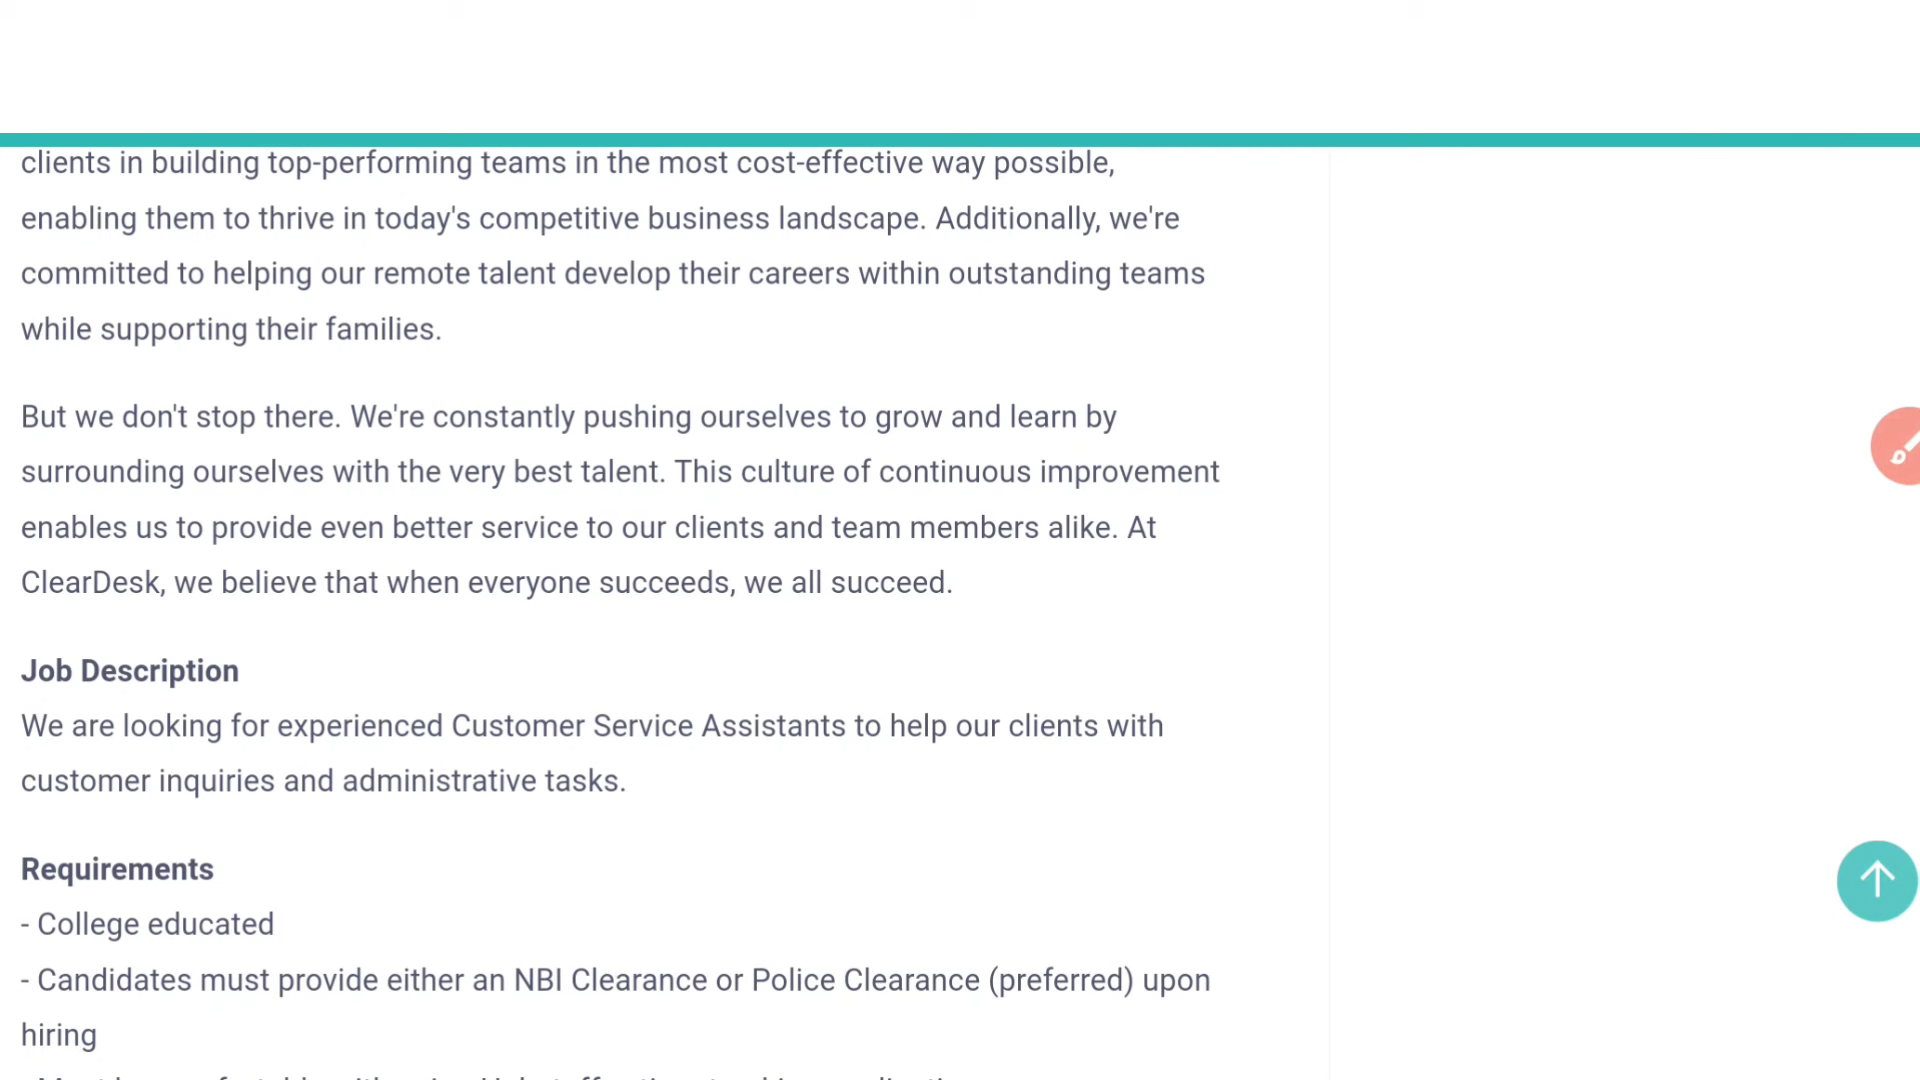 clients in building top-performing teams in the most cost-effective way possible,
enabling them to thrive in today's competitive business landscape. Additionally, we're
committed to helping our remote talent develop their careers within outstanding teams
while supporting their families.
But we don't stop there. We're constantly pushing ourselves to grow and learn by
surrounding ourselves with the very best talent. This culture of continuous improvement
enables us to provide even better service to our clients and team members alike. At
ClearDesk, we believe that when everyone succeeds, we all succeed.
Job Description
We are looking for experienced Customer Service Assistants to help our clients with
customer inquiries and administrative tasks.
Requirements
- College educated
- Candidates must provide either an NBI Clearance or Police Clearance (preferred) upon
hiring